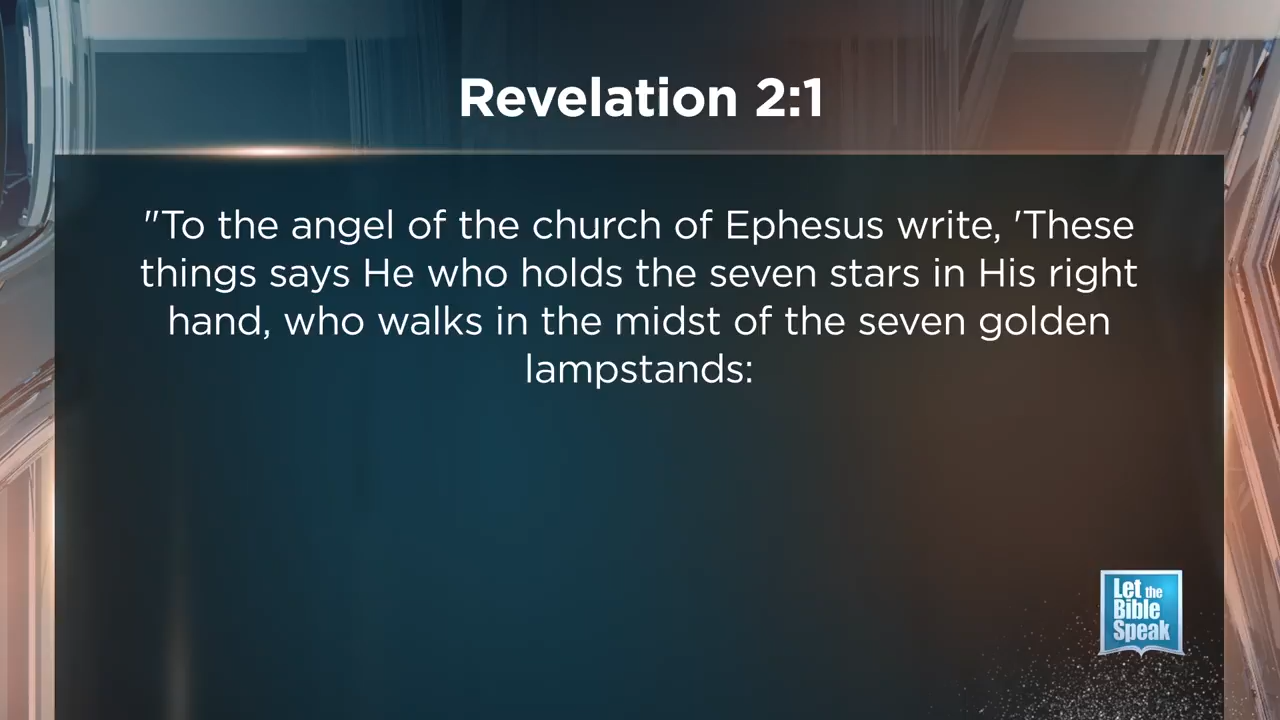 Revelation 2:1
"To the angel of the church of Ephesus write, 'These
things says He who holds the seven stars in His right
hand, who walks in the midst of the seven golden
lampstands:
Let the
Bible
Speak